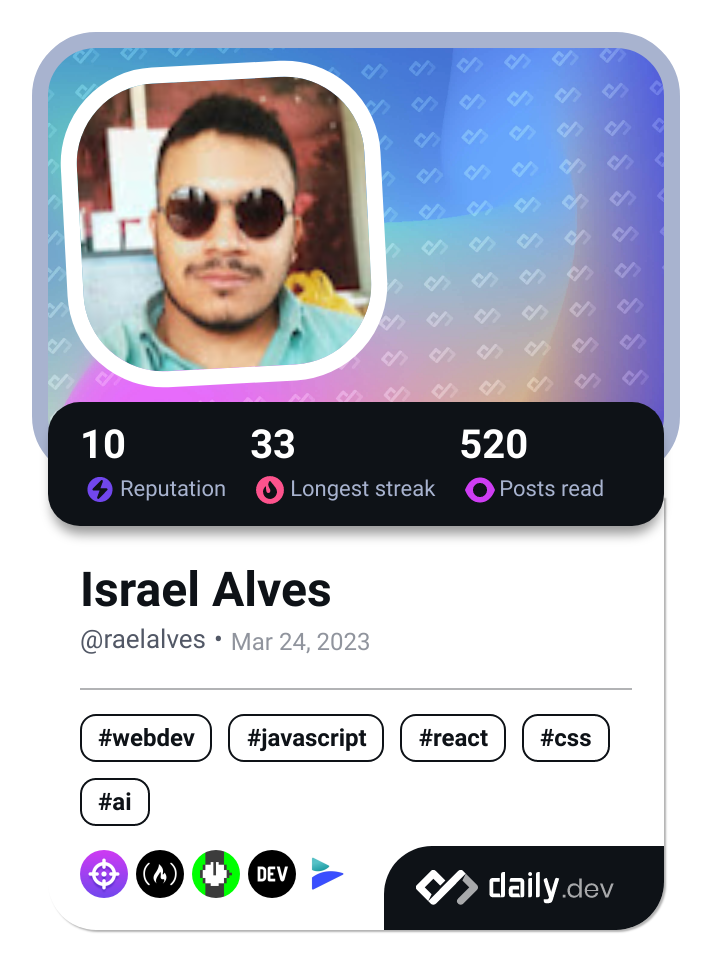 10 33 520
Reputation Longest streak Posts read
Israel Alves
@raelalves • Mar 24, 2023
#webdev #javascript #react #css
#ai
DEV
daily.dev